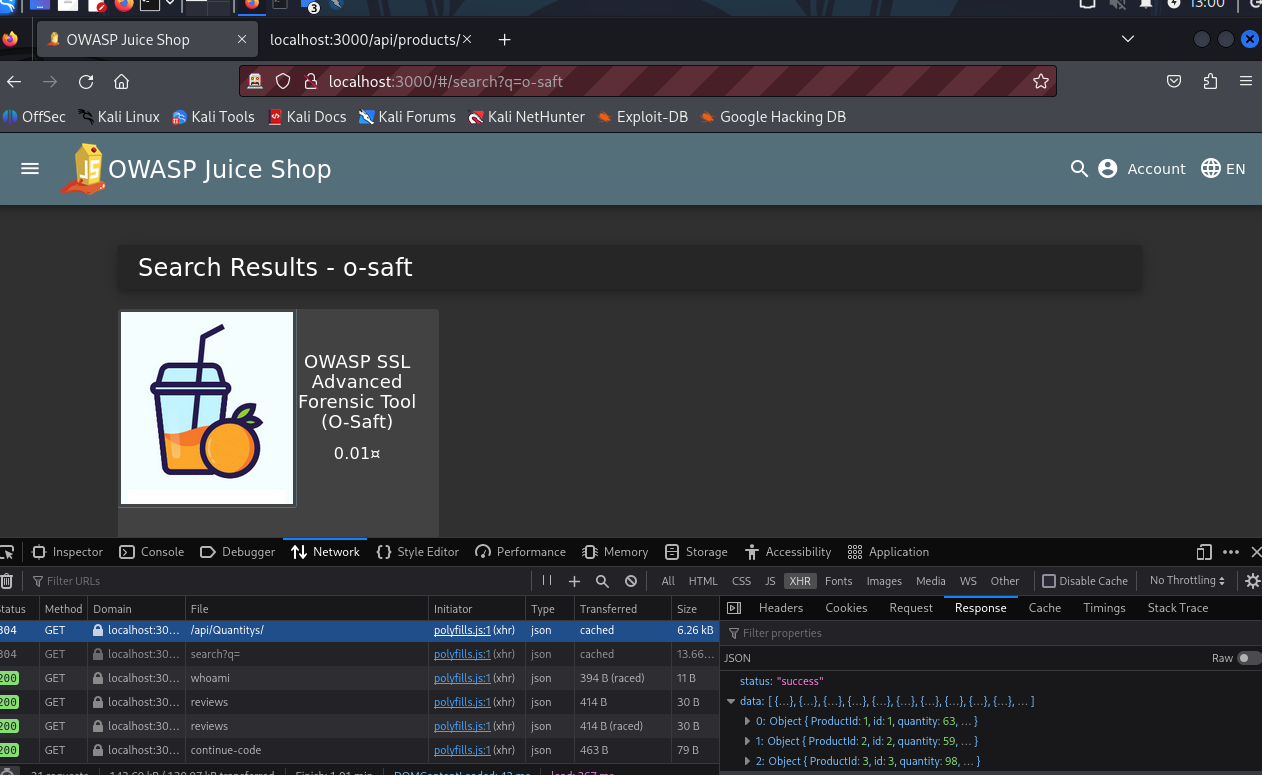 3
13:00
OWASP Juice Shop
localhost:3000/api/products/
localhost:3000/#/search?q=o-saft
OffSec Kali Linux Kali Tools Kali Docs Kali Forums Kali NetHunter Exploit-DB Google Hacking DB
JS OWASP Juice Shop Account EN
Search Results - o-saft
OWASP SSL
Advanced
Forensic Tool
(O-Saft)
0.01¤
Inspector Console Debugger Network Style Editor Performance Memory Storage Accessibility Application
Filter URLs All HTML CSS JS XHR Fonts Images Media WS Other Disable Cache No Throttling
Status Method Domain File Initiator Type Transferred Size Headers Cookies Request Response Cache Timings Stack Trace
304 GET localhost:30... /api/Quantitys/ polyfills.js:1 (xhr) json cached 6.26 kB Filter properties
304 GET localhost:30... search?q= polyfills.js:1 (xhr) json cached 13.66... JSON Raw
200 GET localhost:30... whoami polyfills.js:1 (xhr) json 394 B (raced) 11 B status: "success"
200 GET localhost:30... reviews polyfills.js:1 (xhr) json 414 B 30 B data: [ {...}, {...}, {...}, {...}, {...}, {...}, {...}, {...}, {...}, {...}, ... ]
200 GET localhost:30... reviews polyfills.js:1 (xhr) json 414 B (raced) 30 B 0: Object { ProductId: 1, id: 1, quantity: 63, ... }
200 GET localhost:30... continue-code polyfills.js:1 (xhr) json 463 B 79 B 1: Object { ProductId: 2, id: 2, quantity: 59, ... }
2: Object { ProductId: 3, id: 3, quantity: 98, ... }